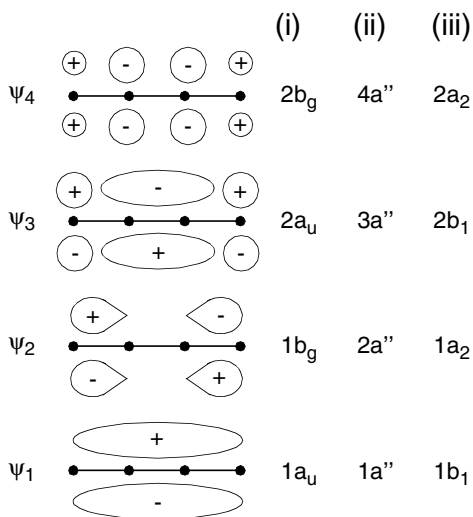 (i) (ii) (iii)
+ - - +
ψ4 2bg 4a'' 2a2
+ - - +
+ - +
ψ3 2au 3a'' 2b1
- + -
+ -
ψ2 1bg 2a'' 1a2
- +
+
ψ1 1au 1a'' 1b1
-